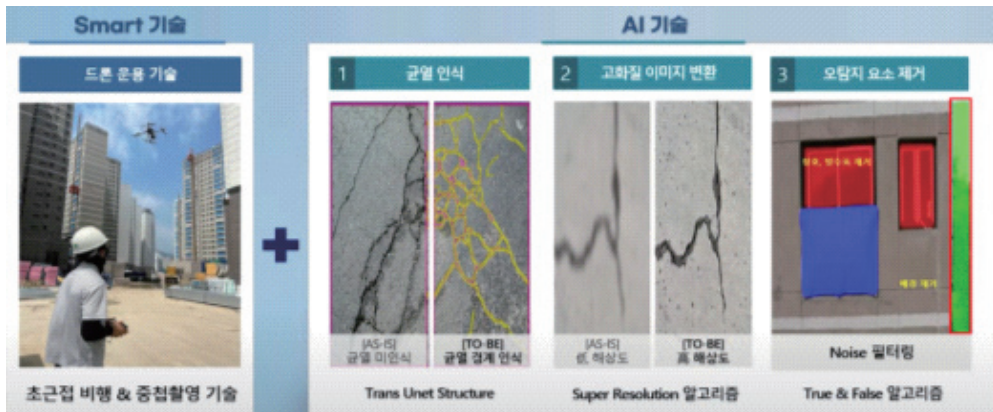 Smart 기술
AI 기술
드론 운용 기술
1 균열 인식
2 고화질 이미지 변환
3 오탐지 요소 제거
배경 제거
[AS-IS]
균열 미인식
[TO-BE]
균열 경계 인식
[AS-IS]
低 해상도
[TO-BE]
高 해상도
Noise 필터링
초근접 비행 & 중첩촬영 기술
Trans Unet Structure
Super Resolution 알고리즘
True & False 알고리즘